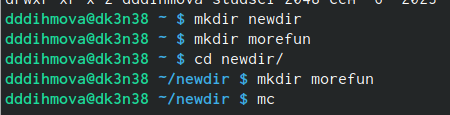 dddihmova@dk3n38 ~ $ mkdir newdir
dddihmova@dk3n38 ~ $ mkdir morefun
dddihmova@dk3n38 ~ $ cd newdir/
dddihmova@dk3n38 ~/newdir $ mkdir morefun
dddihmova@dk3n38 ~/newdir $ mc